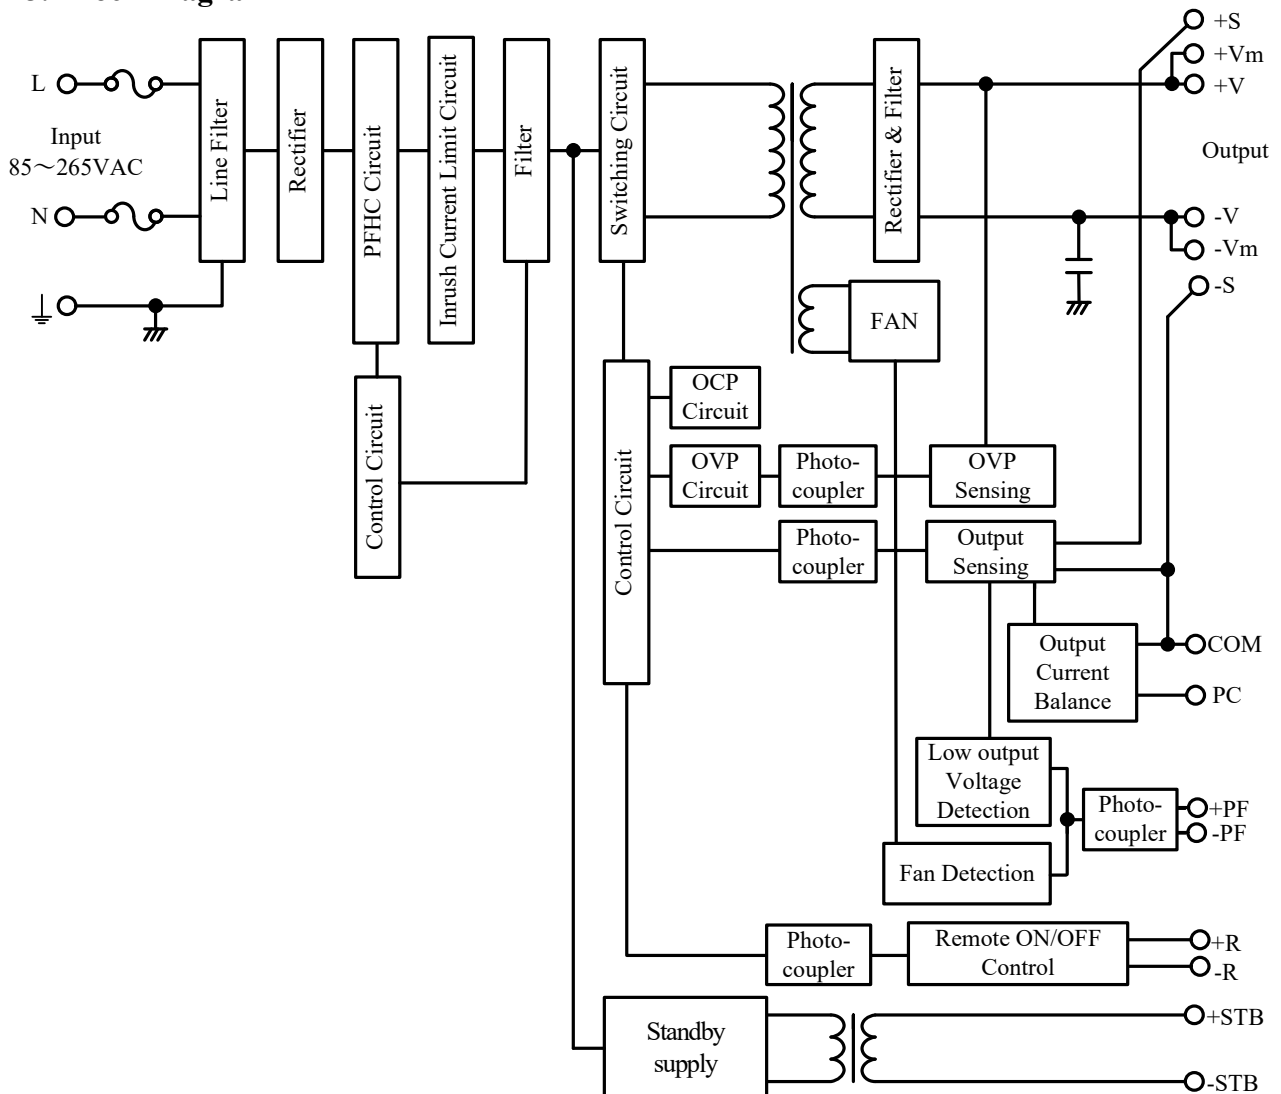 +S
+Vm
+V
L
Input
85～265VAC
N
Line Filter
Rectifier
PFHC Circuit
Inrush Current Limit Circuit
Filter
Switching Circuit
Rectifier & Filter
Output
-V
-Vm
-S
FAN
Control Circuit
Control Circuit
OCP
Circuit
OVP
Circuit
Photo-
coupler
OVP
Sensing
Photo-
coupler
Output
Sensing
Output
Current
Balance
COM
PC
Low output
Voltage
Detection
Photo-
coupler
+PF
-PF
Fan Detection
Photo-
coupler
Remote ON/OFF
Control
+R
-R
Standby
supply
+STB
-STB